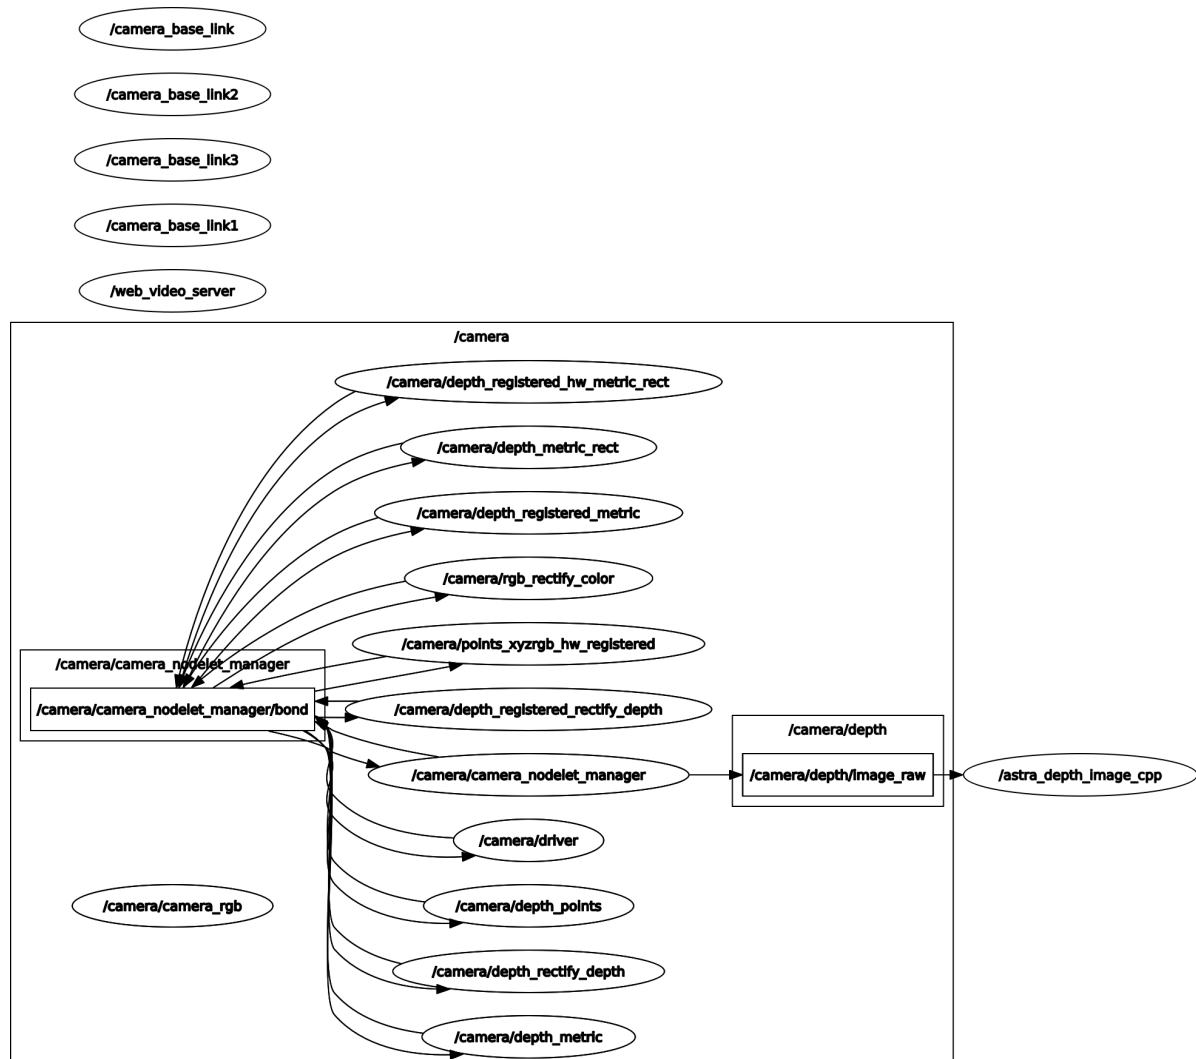 /camera_base_link
/camera_base_link2
/camera_base_link3
/camera_base_link1
/web_video_server
/camera
/camera/depth_registered_hw_metric_rect
/camera/depth_metric_rect
/camera/depth_registered_metric
/camera/rgb_rectify_color
/camera/points_xyzrgb_hw_registered
/camera/camera_nodelet_manager
/camera/camera_nodelet_manager/bond
/camera/depth_registered_rectify_depth
/camera/depth
/camera/camera_nodelet_manager
/camera/depth/image_raw
/astra_depth_image_cpp
/camera/driver
/camera/camera_rgb
/camera/depth_points
/camera/depth_rectify_depth
/camera/depth_metric